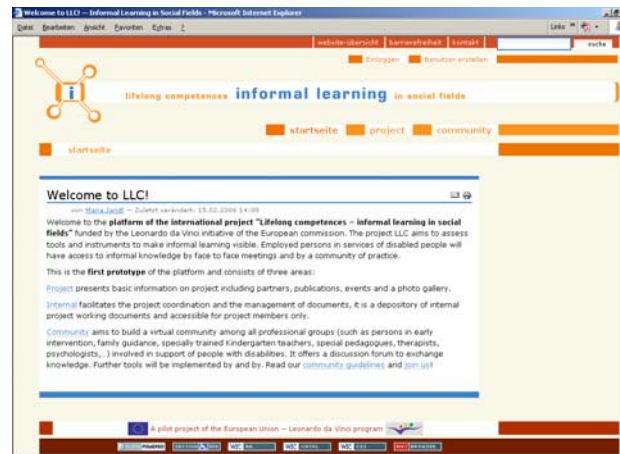 Welcome to LLC! — Informal Learning in Social Fields - Microsoft Internet Explorer
Datei Bearbeiten Ansicht Favoriten Extras ?
Links »
website-übersicht barrierefreiheit kontakt suche
Einloggen Benutzer erstellen
i lifelong competences informal learning in social fields
startseite project community
startseite
Welcome to LLC!
von Maria Jandl — Zuletzt verändert: 15.02.2006 14:09
Welcome to the platform of the international project "Lifelong competences – informal learning in social
fields" funded by the Leonardo da Vinci initiative of the European commission. The project LLC aims to assess
tools and instruments to make informal learning visible. Employed persons in services of disabled people will
have access to informal knowledge by face to face meetings and by a community of practice.
This is the first prototype of the platform and consists of three areas:
Project presents basic information on project including partners, publications, events and a photo gallery.
Internal facilitates the project coordination and the management of documents, it is a depository of internal
project working documents and accessible for project members only.
Community aims to build a virtual community among all professional groups (such as persons in early
intervention, family guidance, specially trained Kindergarten teachers, special pedagogues, therapists,
psychologists,..) involved in support of people with disabilities. It offers a discussion forum to exchange
knowledge. Further tools will be implemented by and by. Read our community guidelines and join us!
A pilot project of the European Union — Leonardo da Vinci program
POWERED W3C W3C W3C CSS BROWSER